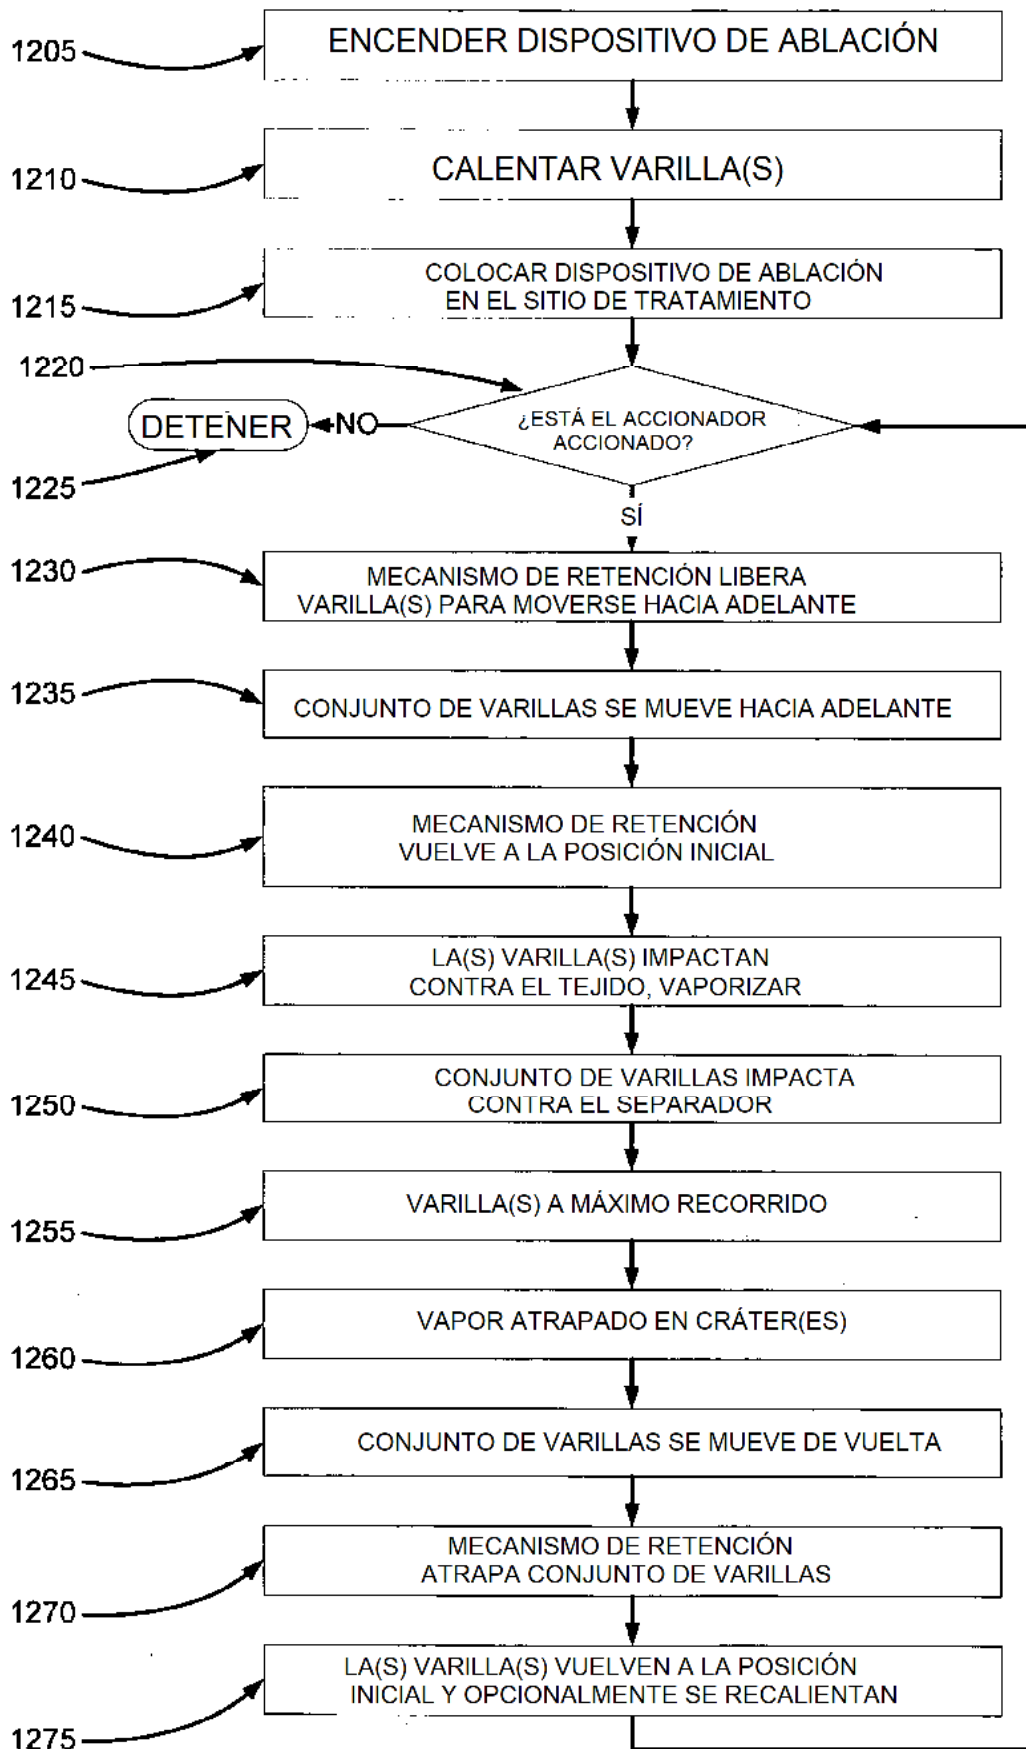 1205
ENCENDER DISPOSITIVO DE ABLACIÓN
1210
CALENTAR VARILLA(S)
1215
COLOCAR DISPOSITIVO DE ABLACIÓN
EN EL SITIO DE TRATAMIENTO
1220
¿ESTÁ EL ACCIONADOR
ACCIONADO?
NO
DETENER
1225
SÍ
1230
MECANISMO DE RETENCIÓN LIBERA
VARILLA(S) PARA MOVERSE HACIA ADELANTE
1235
CONJUNTO DE VARILLAS SE MUEVE HACIA ADELANTE
1240
MECANISMO DE RETENCIÓN
VUELVE A LA POSICIÓN INICIAL
1245
LA(S) VARILLA(S) IMPACTAN
CONTRA EL TEJIDO, VAPORIZAR
1250
CONJUNTO DE VARILLAS IMPACTA
CONTRA EL SEPARADOR
1255
VARILLA(S) A MÁXIMO RECORRIDO
1260
VAPOR ATRAPADO EN CRÁTER(ES)
1265
CONJUNTO DE VARILLAS SE MUEVE DE VUELTA
1270
MECANISMO DE RETENCIÓN
ATRAPA CONJUNTO DE VARILLAS
1275
LA(S) VARILLA(S) VUELVEN A LA POSICIÓN
INICIAL Y OPCIONALMENTE SE RECALIENTAN